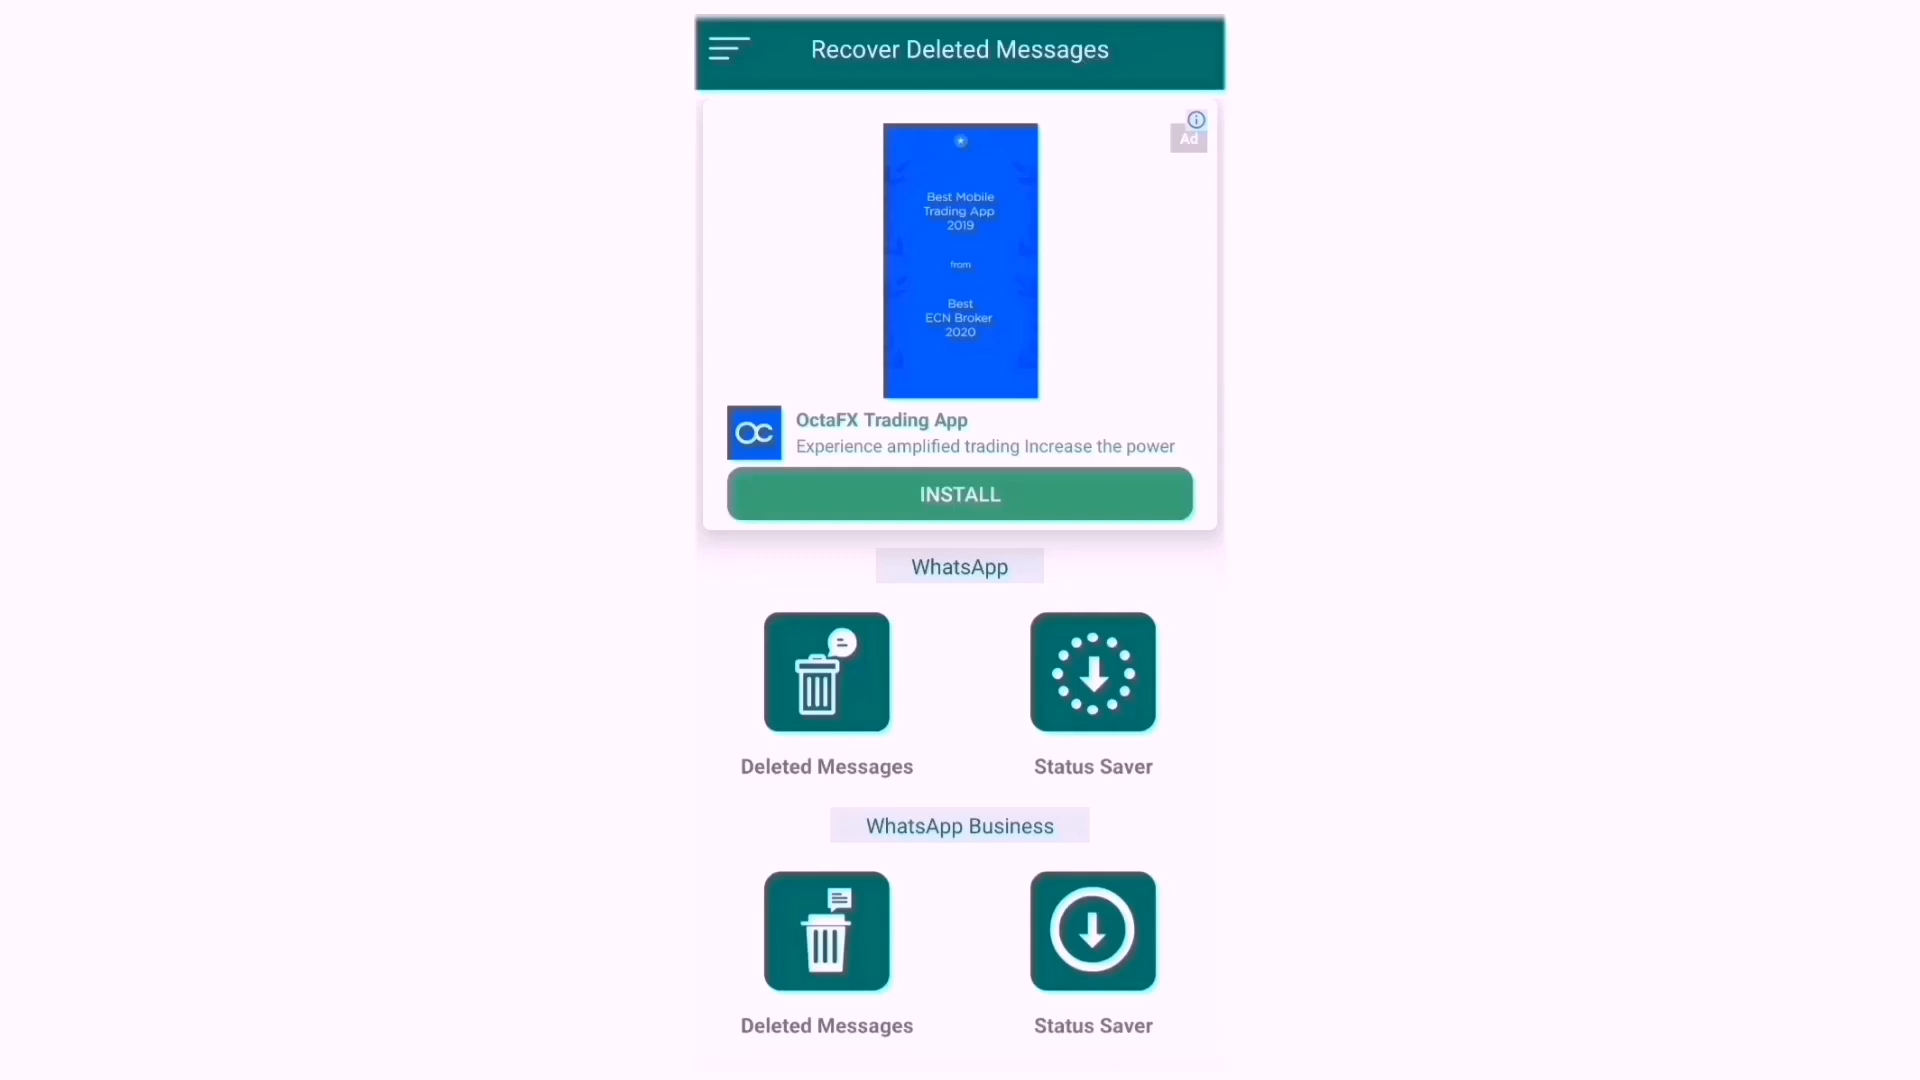 Recover Deleted Messages
Ad
Best Mobile
Trading App
2019
from
Best
ECN Broker
2020
OC
OctaFX Trading App
Experience amplified trading Increase the power
INSTALL
WhatsApp
Deleted Messages
Status Saver
WhatsApp Business
Deleted Messages
Status Saver